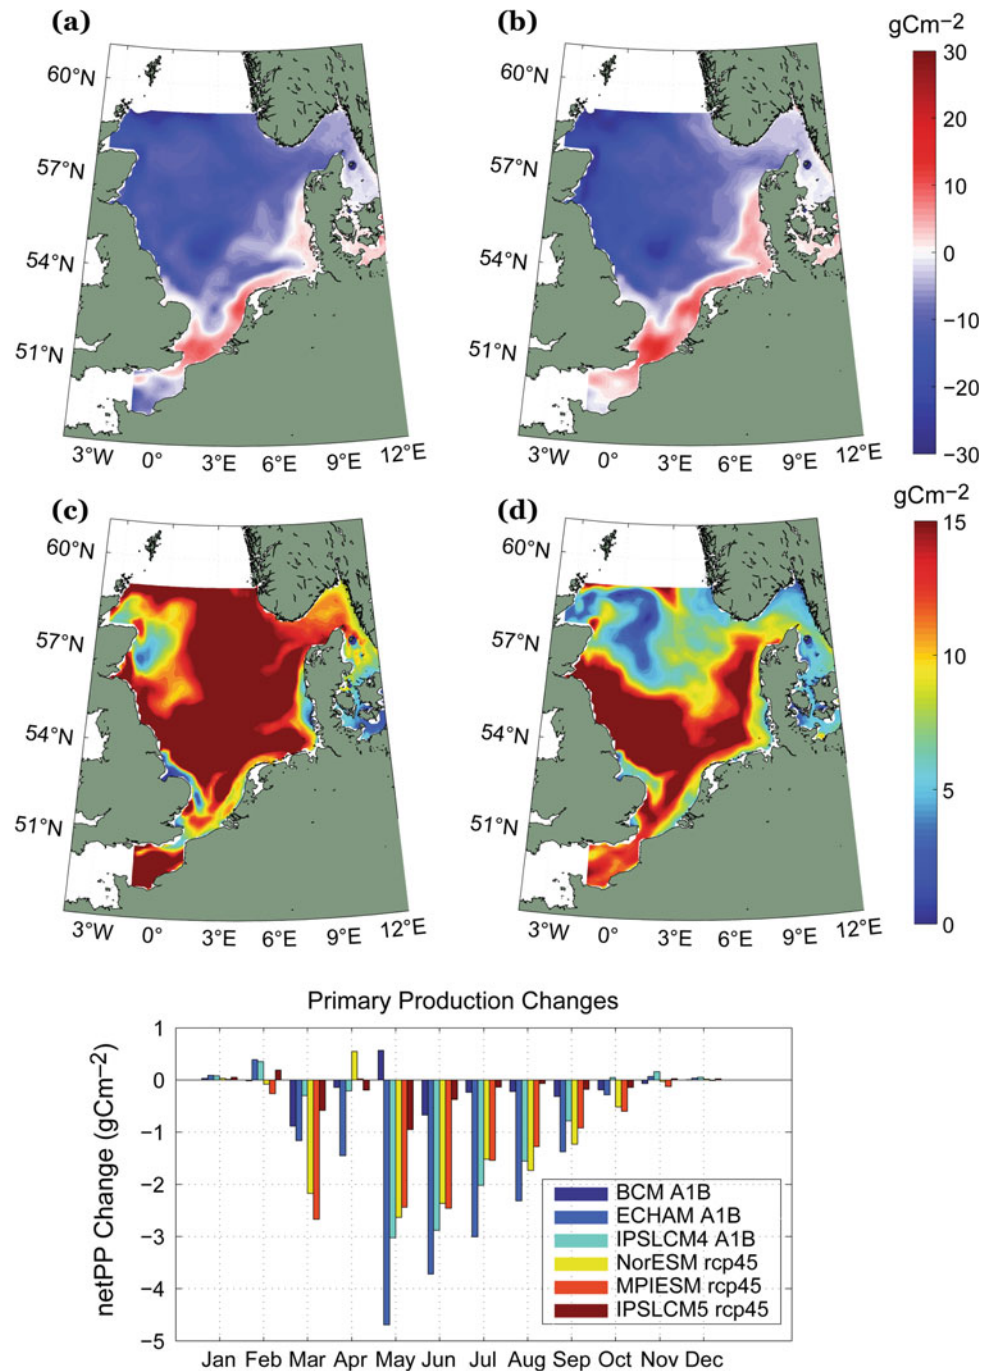 (a)
(b)
gCm−2
60°N
57°N
54°N
51°N
3°W
0°
3°E
6°E
9°E
12°E
60°N
57°N
54°N
51°N
3°W
0°
3°E
6°E
9°E
12°E
30
20
10
0
−10
−20
−30
(c)
(d)
gCm−2
60°N
57°N
54°N
51°N
3°W
0°
3°E
6°E
9°E
12°E
60°N
57°N
54°N
51°N
3°W
0°
3°E
6°E
9°E
12°E
15
10
5
0
Primary Production Changes
netPP Change (gCm−2)
1
0
−1
−2
−3
−4
−5
BCM A1B
ECHAM A1B
IPSLCM4 A1B
NorESM rcp45
MPIESM rcp45
IPSLCM5 rcp45
Jan Feb Mar Apr May Jun Jul Aug Sep Oct Nov Dec